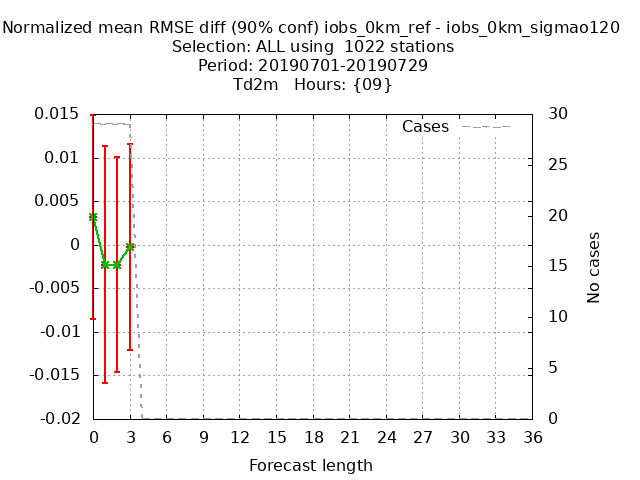 Normalized mean RMSE diff (90% conf) iobs_0km_ref - iobs_0km_sigmao120
Selection: ALL using  1022 stations
Period: 20190701-20190729
Td2m   Hours: {09}
Cases
0.015
0.01
0.005
0
-0.005
-0.01
-0.015
-0.02
30
25
20
15
10
5
0
No cases
0 3 6 9 12 15 18 21 24 27 30 33 36
Forecast length